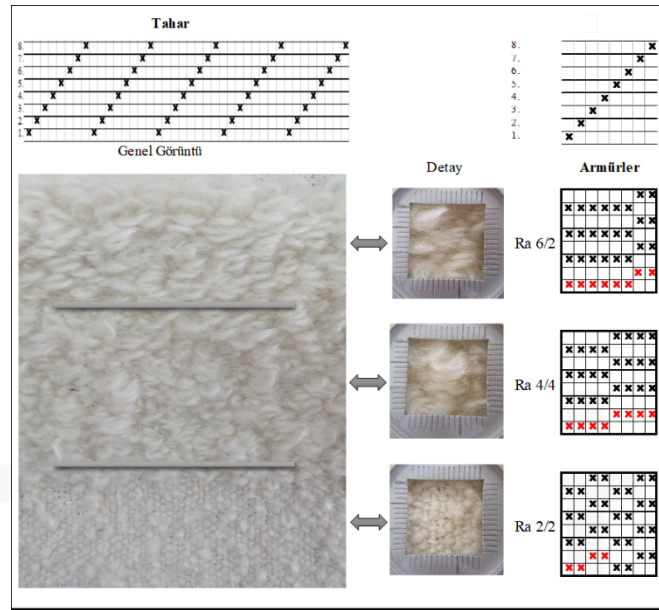 Tahar
8.
7.
6.
5.
4.
3.
2.
1.
8.
7.
6.
5.
4.
3.
2.
1.
Genel Görüntü
Detay
Armürler
Ra 6/2
Ra 4/4
Ra 2/2